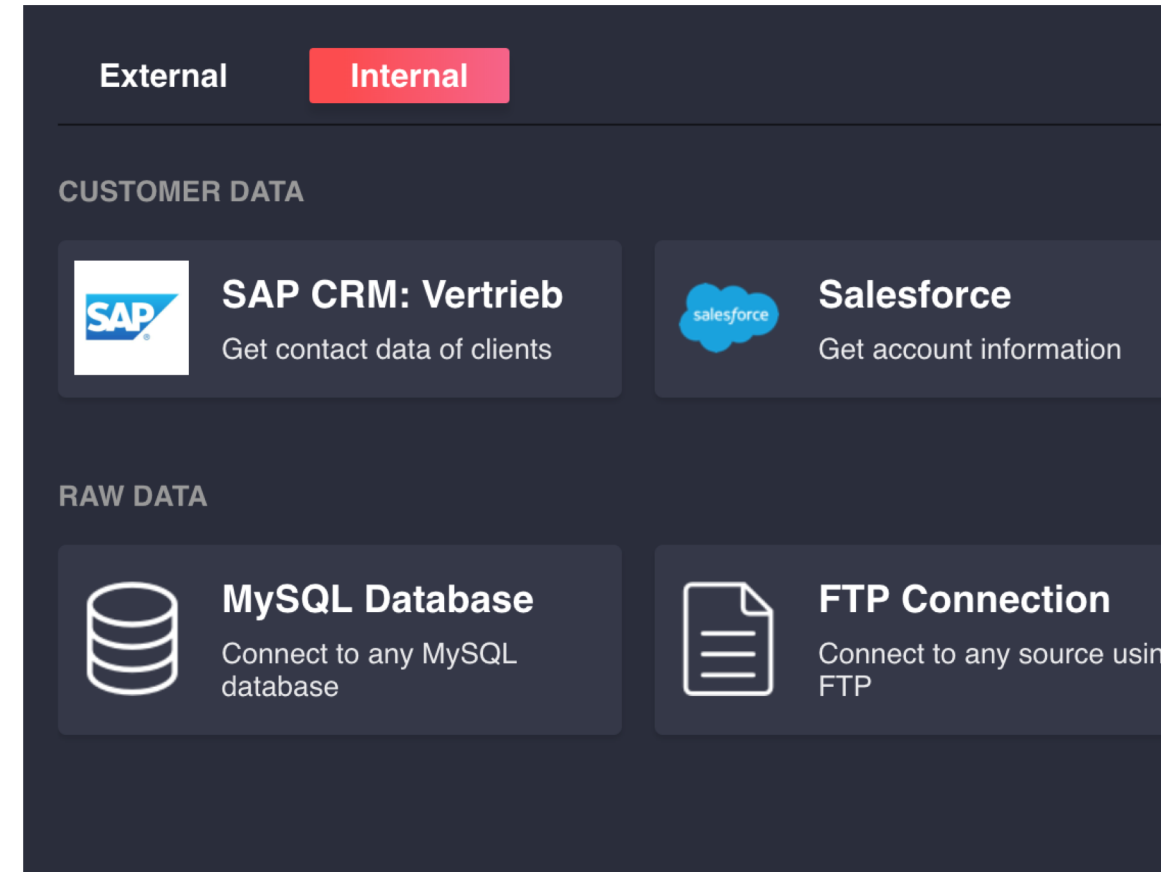 External
Internal
CUSTOMER DATA
SAP
SAP CRM: Vertrieb
Get contact data of clients
salesforce
Salesforce
Get account information
RAW DATA
MySQL Database
Connect to any MySQL
database
FTP Connection
Connect to any source usin
FTP